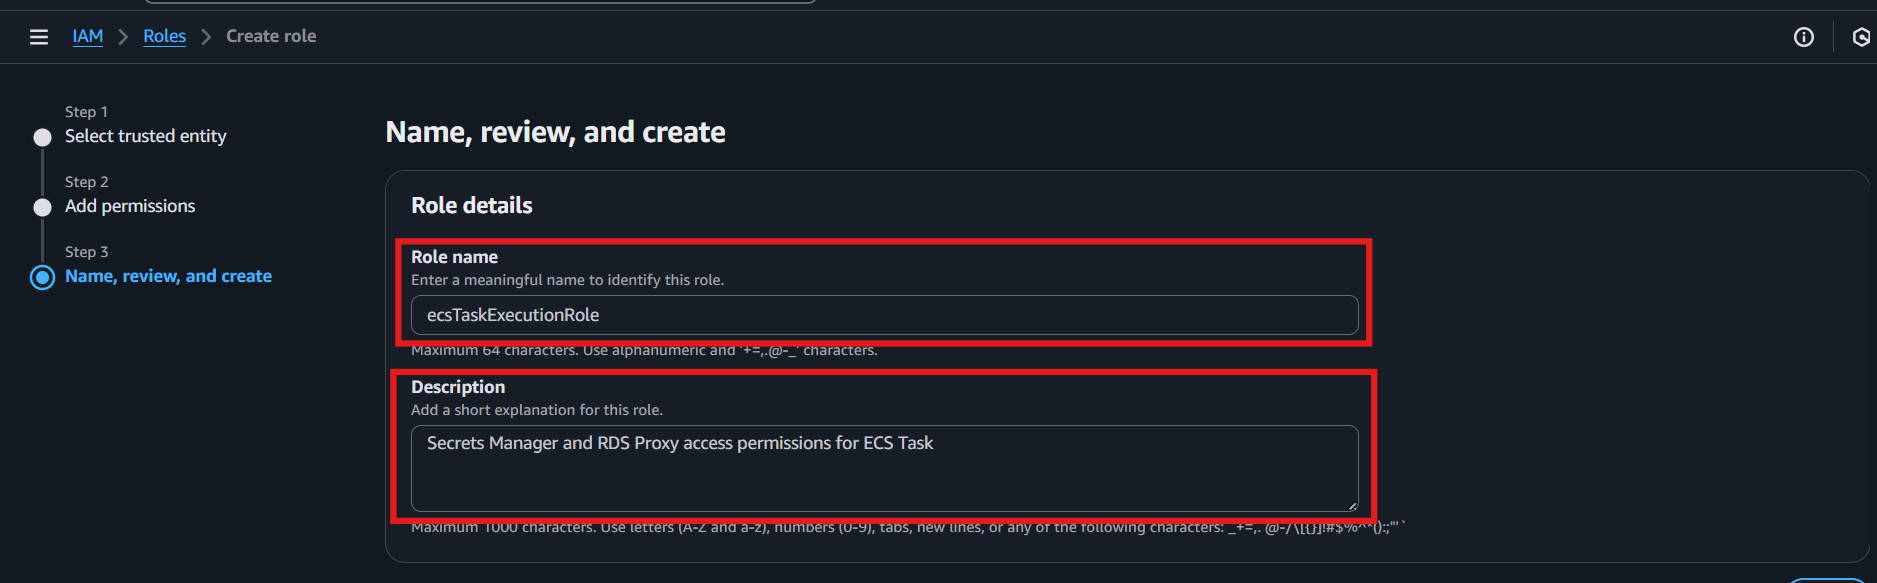 IAM > Roles > Create role
Step 1
Select trusted entity
Step 2
Add permissions
Step 3
Name, review, and create
Name, review, and create
Role details
Role name
Enter a meaningful name to identify this role.
ecsTaskExecutionRole
Maximum 64 characters. Use alphanumeric and '+=,.@-_' characters.
Description
Add a short explanation for this role.
Secrets Manager and RDS Proxy access permissions for ECS Task
Maximum 1000 characters. Use letters (A-Z and a-z), numbers (0-9), tabs, new lines, or any of the following characters: _+=,. @-/\[{}]!#$%^*();:"'`